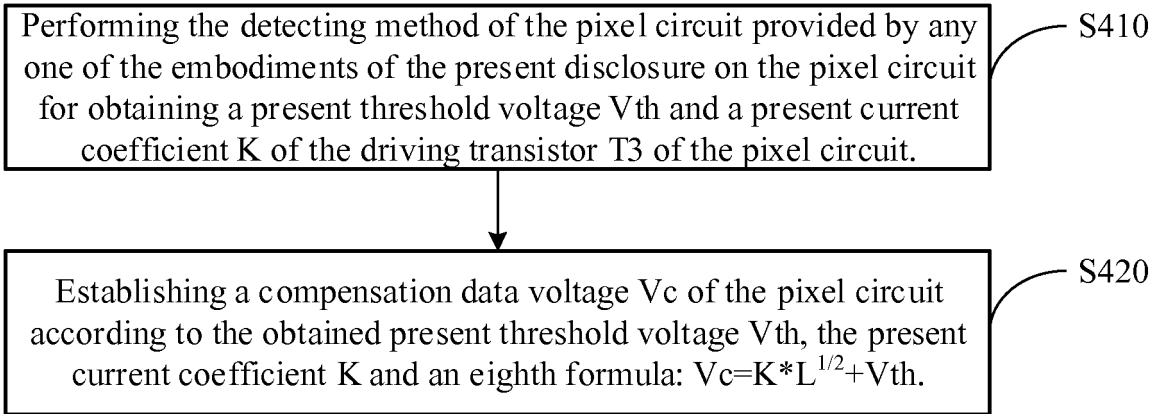 Performing the detecting method of the pixel circuit provided by any
one of the embodiments of the present disclosure on the pixel circuit
for obtaining a present threshold voltage Vth and a present current
coefficient K of the driving transistor T3 of the pixel circuit.
S410
Establishing a compensation data voltage Vc of the pixel circuit
according to the obtained present threshold voltage Vth, the present
current coefficient K and an eighth formula: Vc=K*L^{1/2}+Vth.
S420